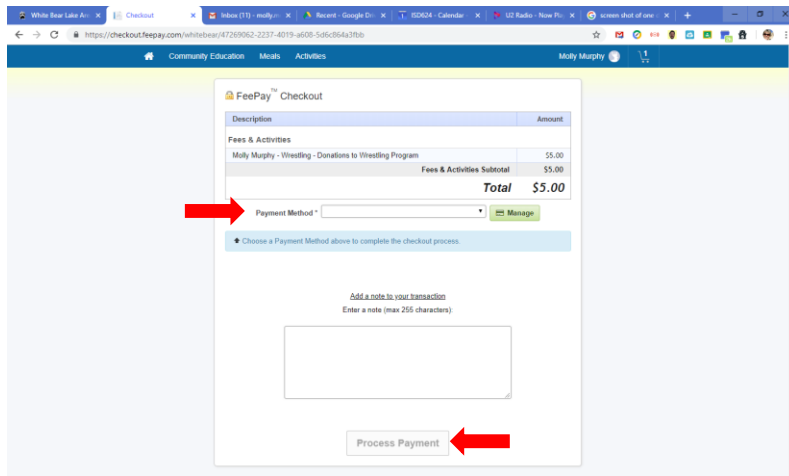 White Bear Lake Are
Checkout
Inbox (11) - molly.m
Recent - Google Dri
ISD624 - Calendar
U2 Radio - Now Pla
screen shot of one
https://checkout.feepay.com/whitebear/47269062-2237-4019-a608-5d6c864a3fbb
Community Education Meals Activities Molly Murphy 1
FeePay™ Checkout
Description Amount
Fees & Activities
Molly Murphy - Wrestling - Donations to Wrestling Program $5.00
Fees & Activities Subtotal $5.00
Total $5.00
Payment Method * Manage
Choose a Payment Method above to complete the checkout process.
Add a note to your transaction
Enter a note (max 255 characters):
Process Payment